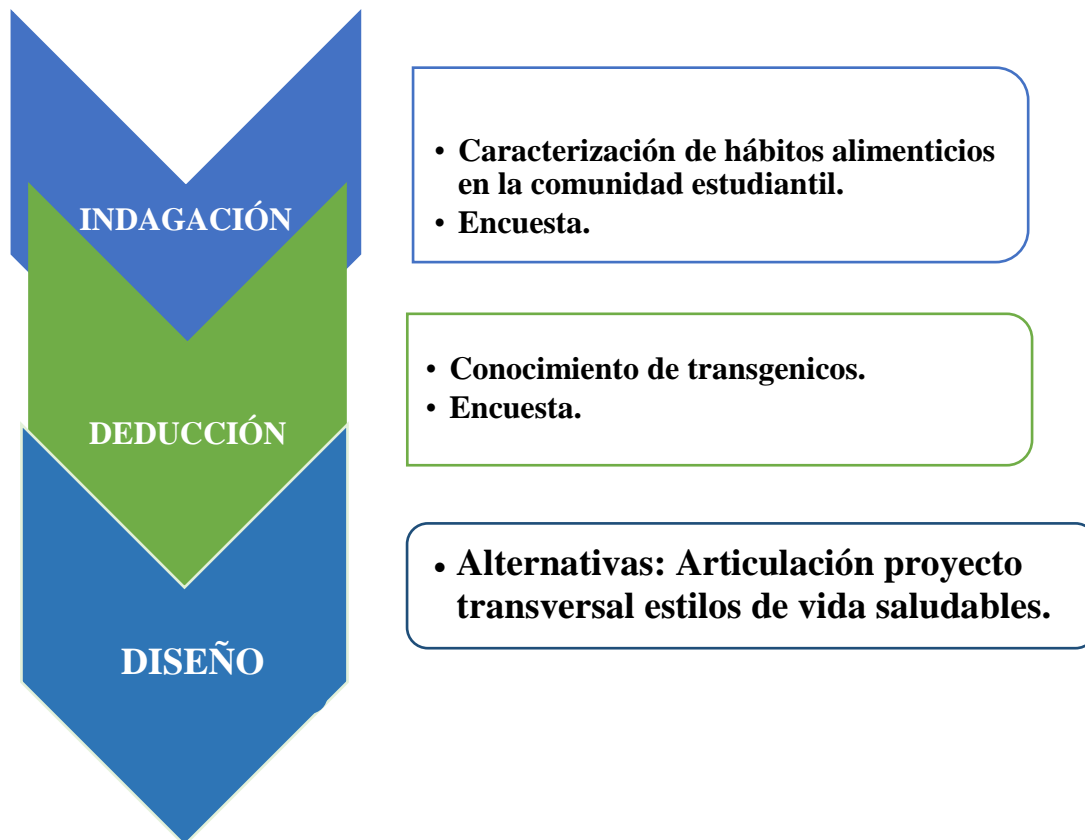 INDAGACIÓN
• Caracterización de hábitos alimenticios
en la comunidad estudiantil.
• Encuesta.
DEDUCCIÓN
• Conocimiento de transgenicos.
• Encuesta.
DISEÑO
• Alternativas: Articulación proyecto
transversal estilos de vida saludables.